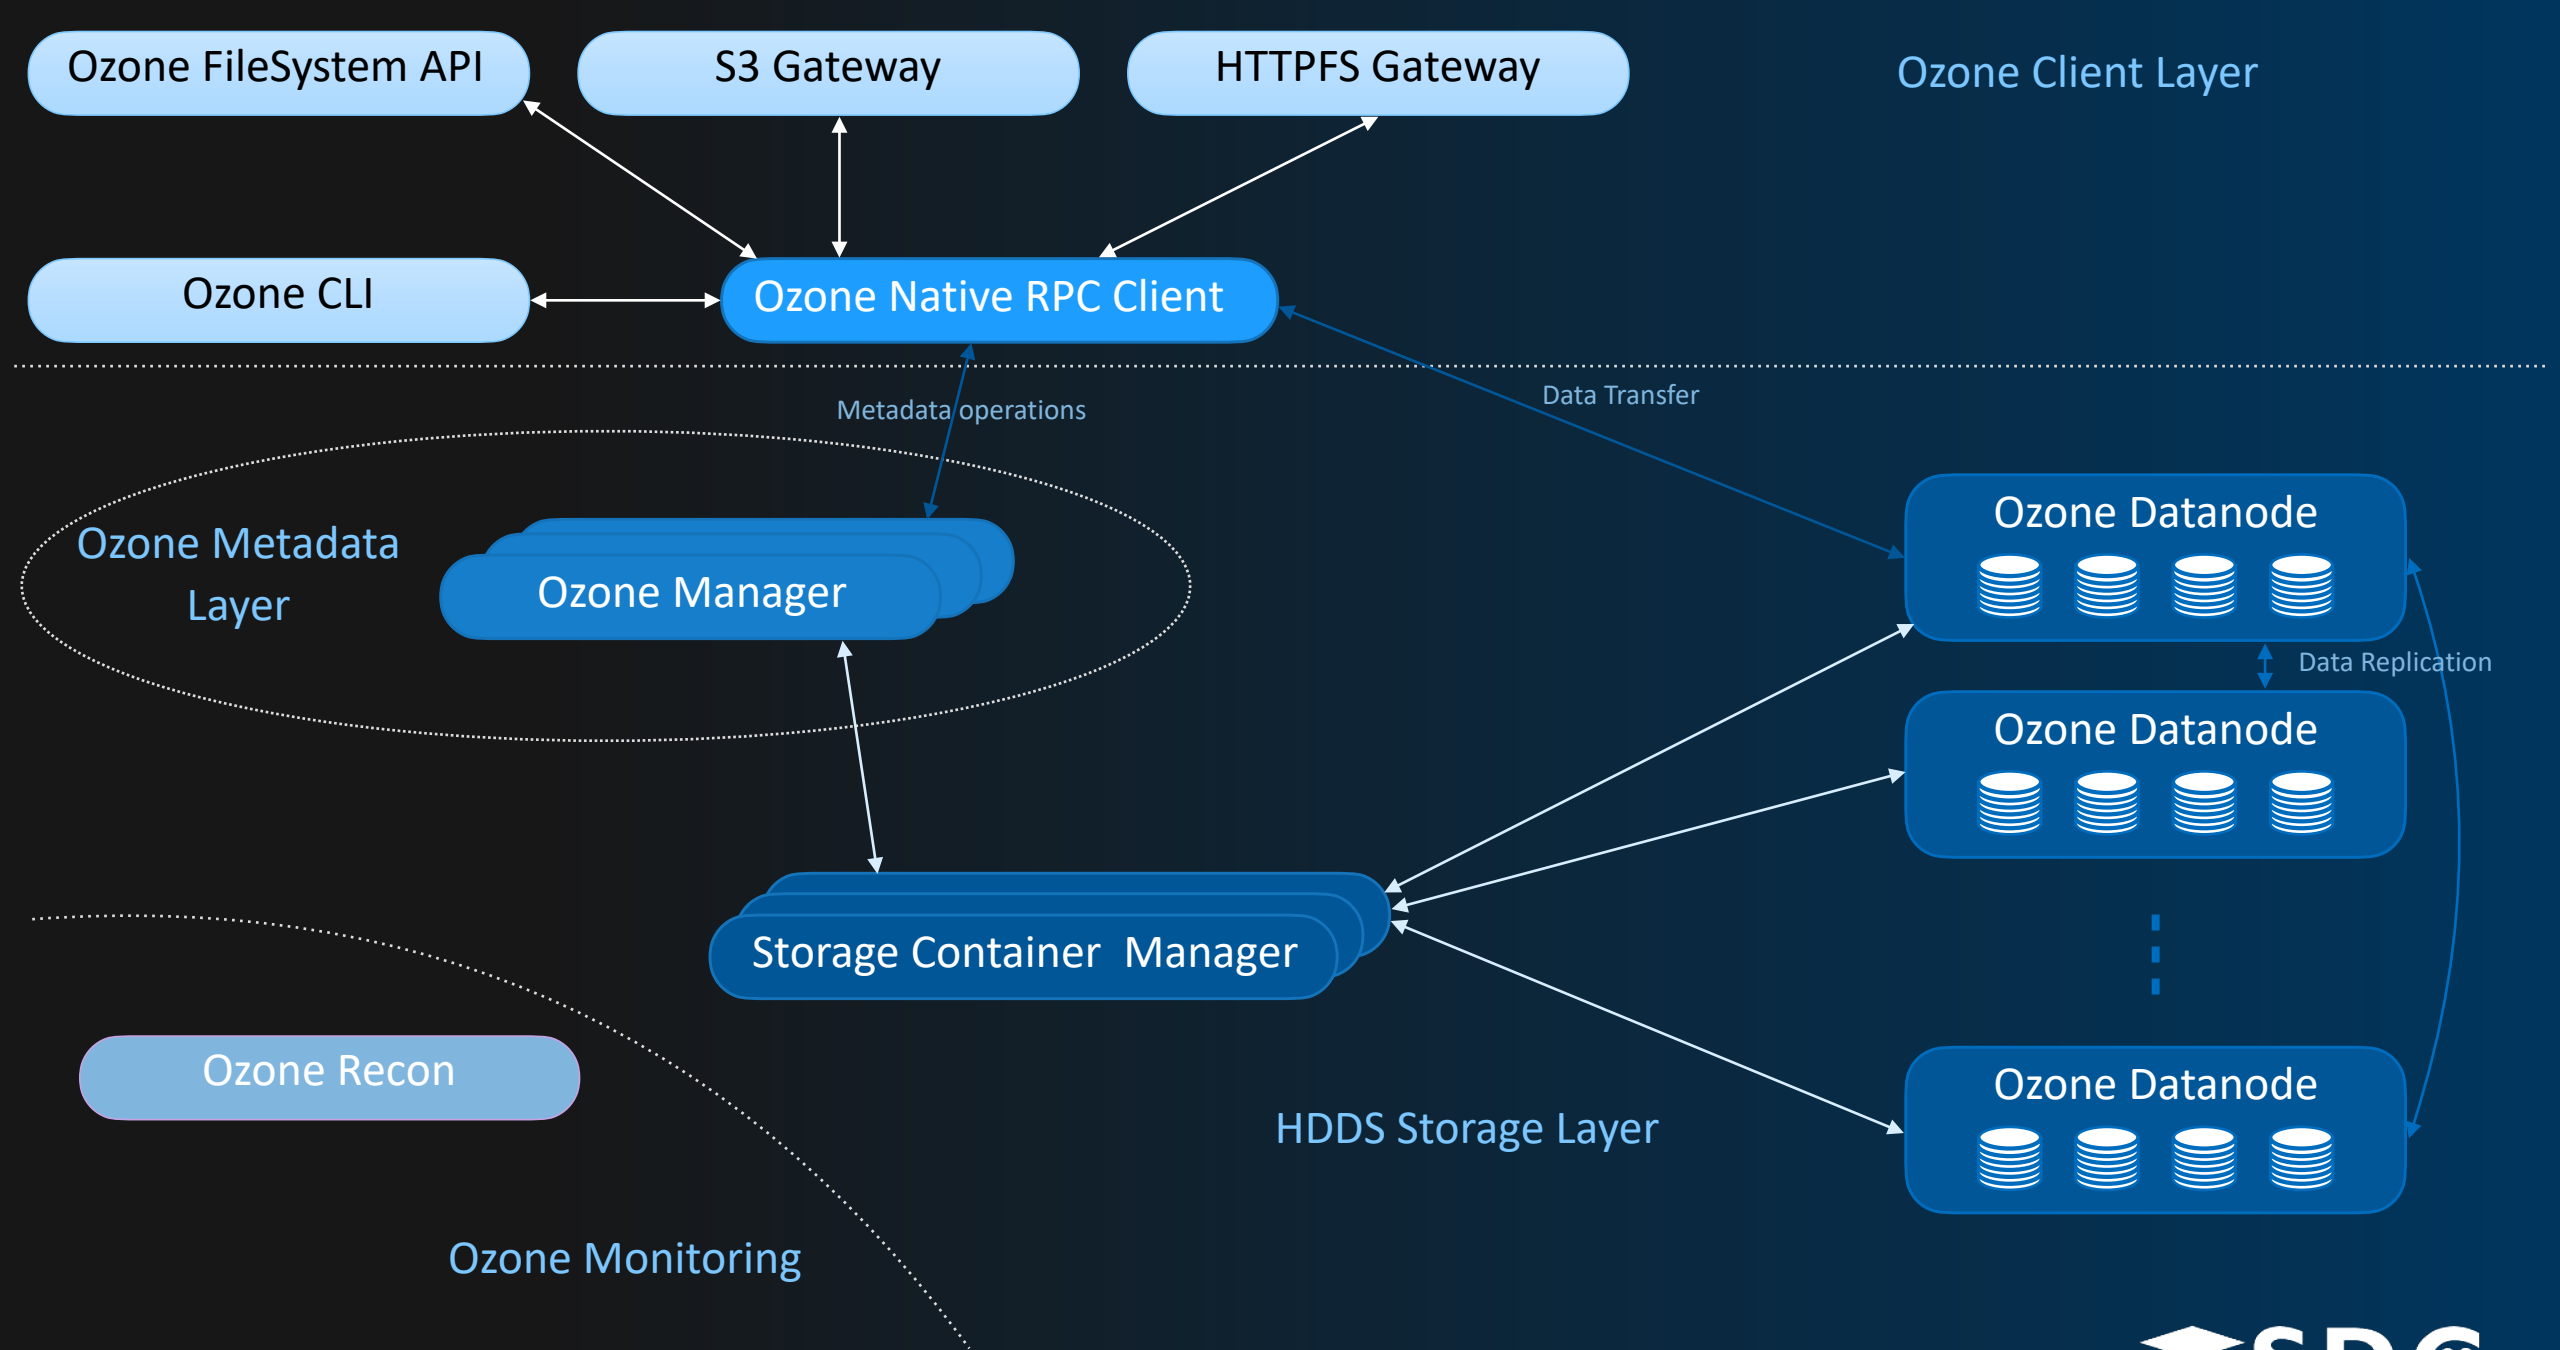 Ozone FileSystem API
S3 Gateway
HTTPFS Gateway
Ozone Client Layer
Ozone CLI
Ozone Native RPC Client
Metadata operations
Data Transfer
Ozone Metadata
Layer
Ozone Manager
Ozone Datanode
Data Replication
Ozone Datanode
Storage Container  Manager
Ozone Recon
Ozone Datanode
HDDS Storage Layer
Ozone Monitoring